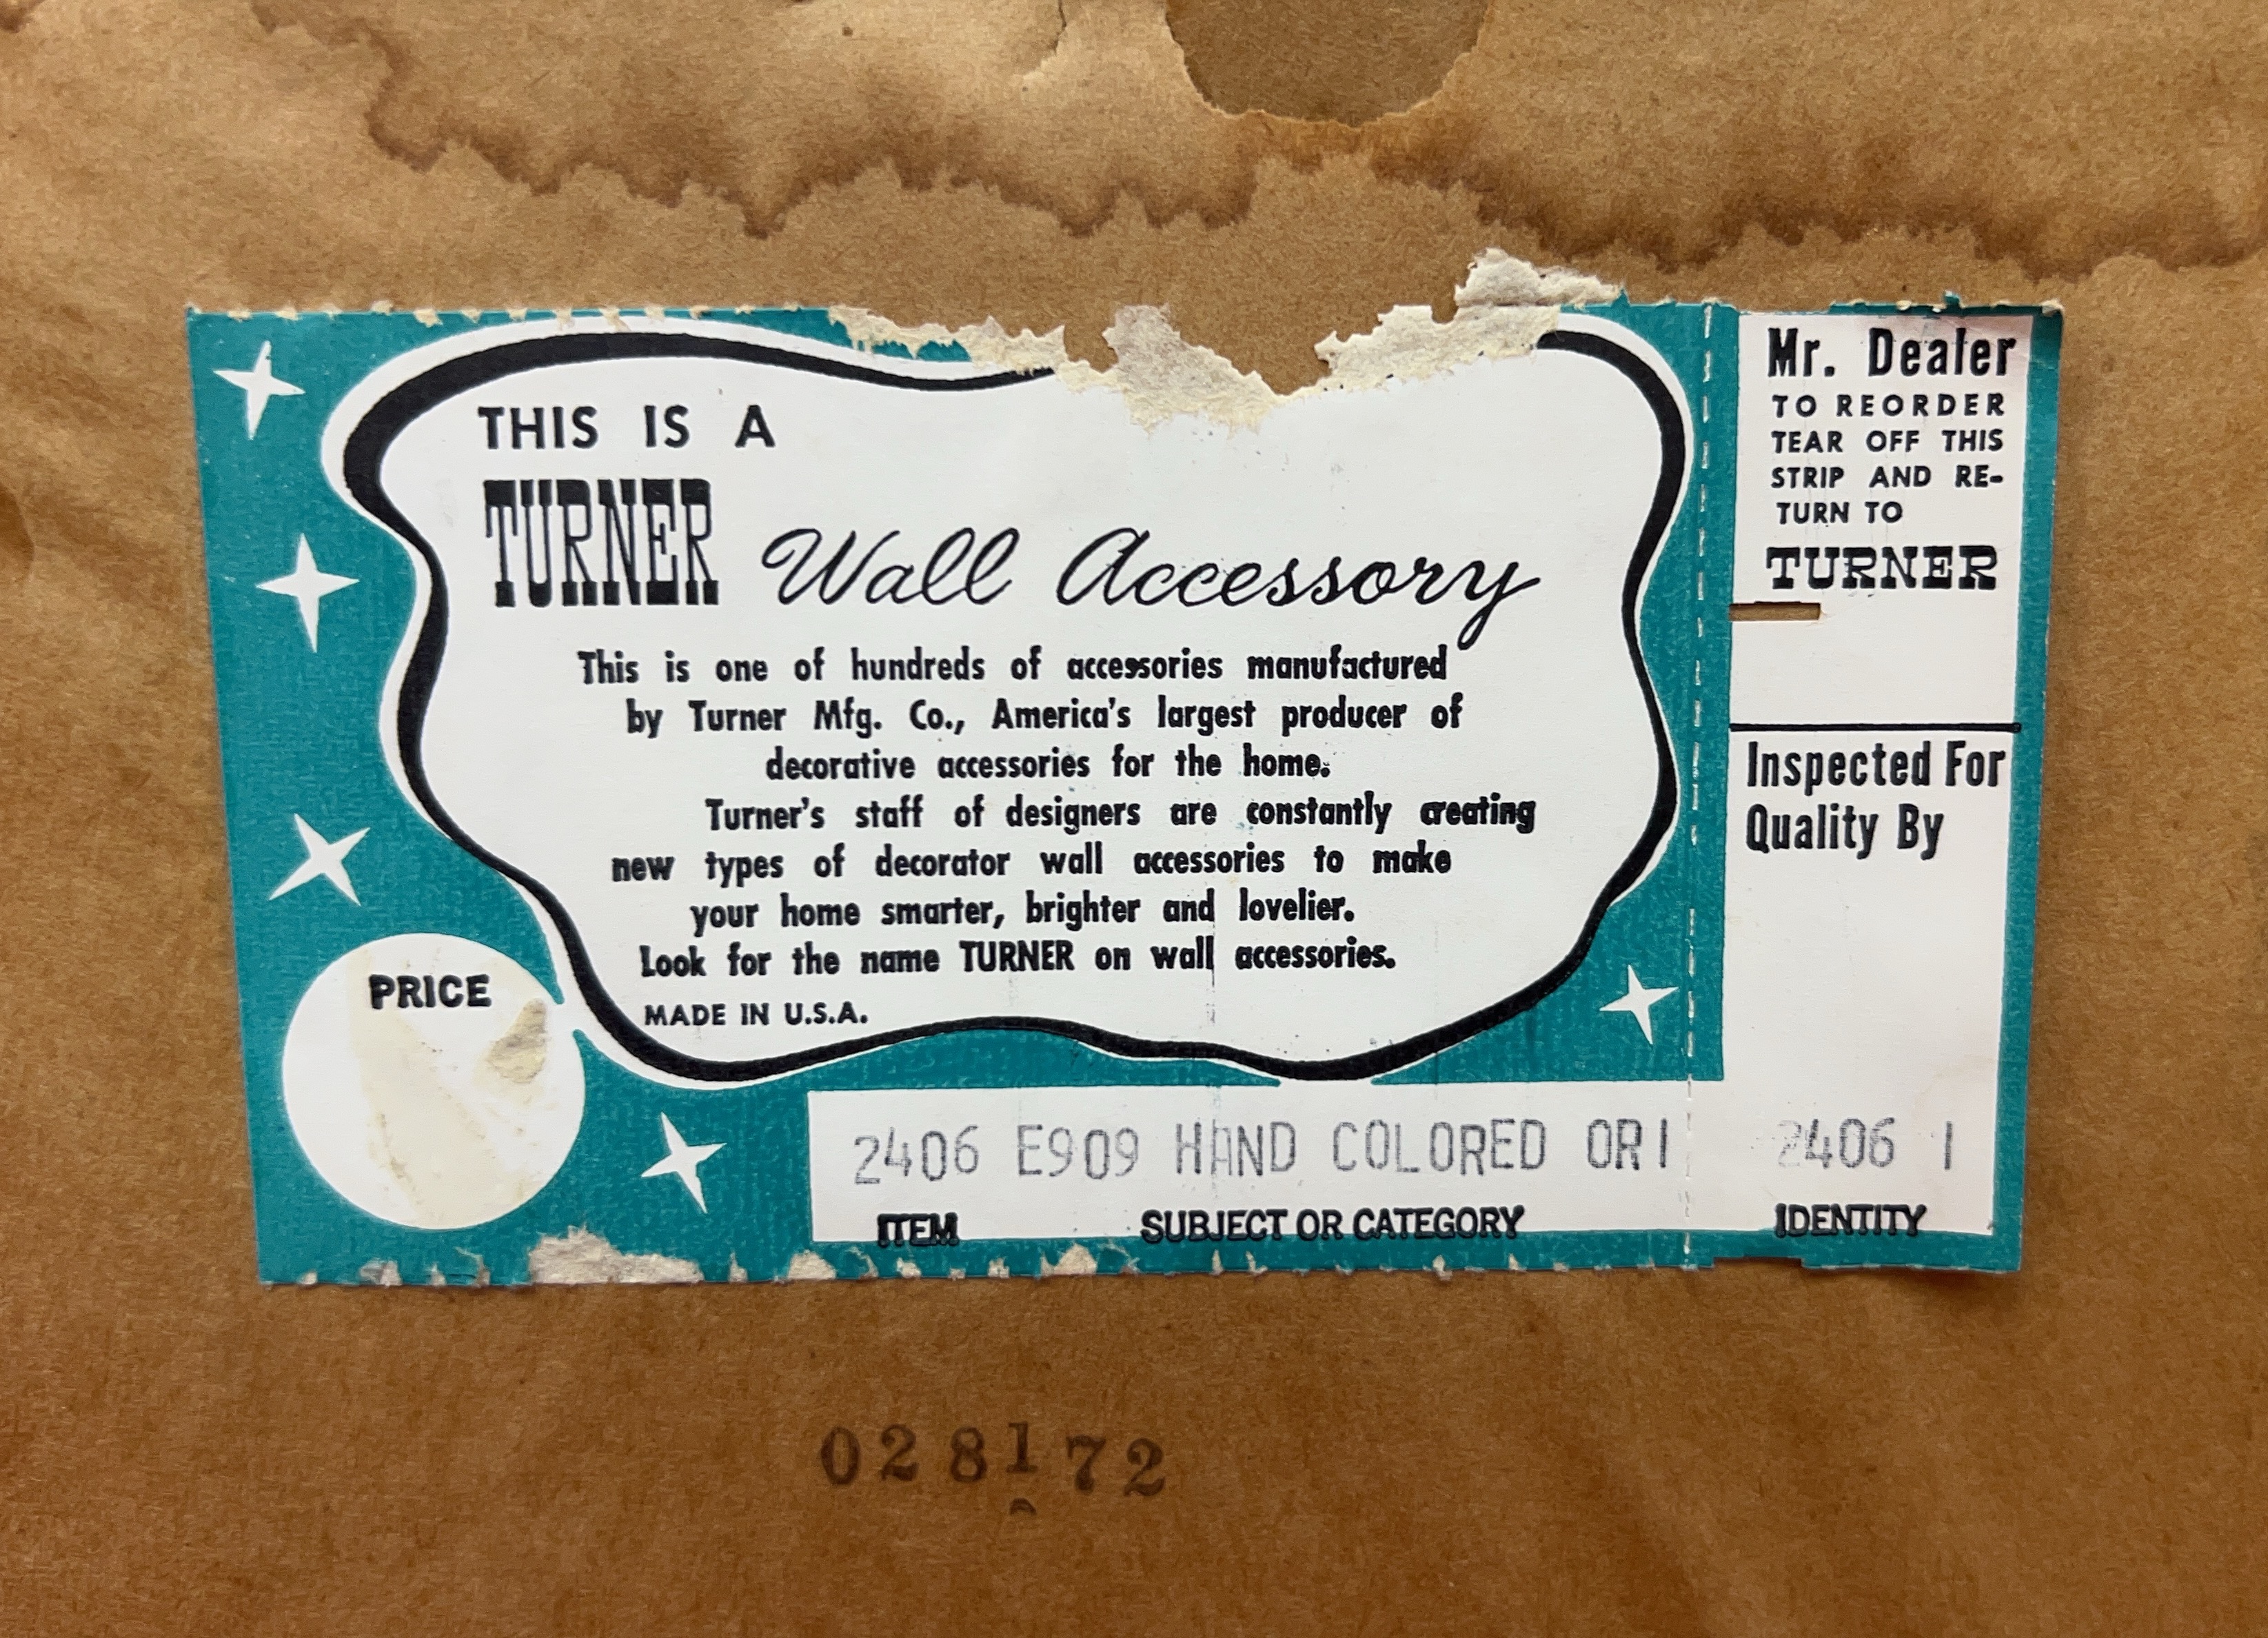 THIS IS A
TURNER Wall Accessory
This is one of hundreds of accessories manufactured
by Turner Mfg. Co., America's largest producer of
decorative accessories for the home.
Turner's staff of designers are constantly creating
new types of decorator wall accessories to make
your home smarter, brighter and lovelier.
Look for the name TURNER on wall accessories.
MADE IN U.S.A.
PRICE
2406 E909 HAND COLORED ORI
ITEM SUBJECT OR CATEGORY
Mr. Dealer
TO REORDER
TEAR OFF THIS
STRIP AND RE-
TURN TO
TURNER
Inspected For
Quality By
2406 I
IDENTITY
028172